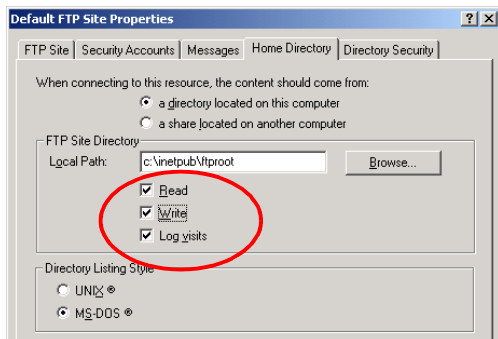 Default FTP Site Properties
? X
FTP Site Security Accounts Messages Home Directory Directory Security
When connecting to this resource, the content should come from:
a directory located on this computer
a share located on another computer
FTP Site Directory
Local Path: c:\inetpub\ftproot Browse...
Read
Write
Log visits
Directory Listing Style
UNIX ®
MS-DOS ®